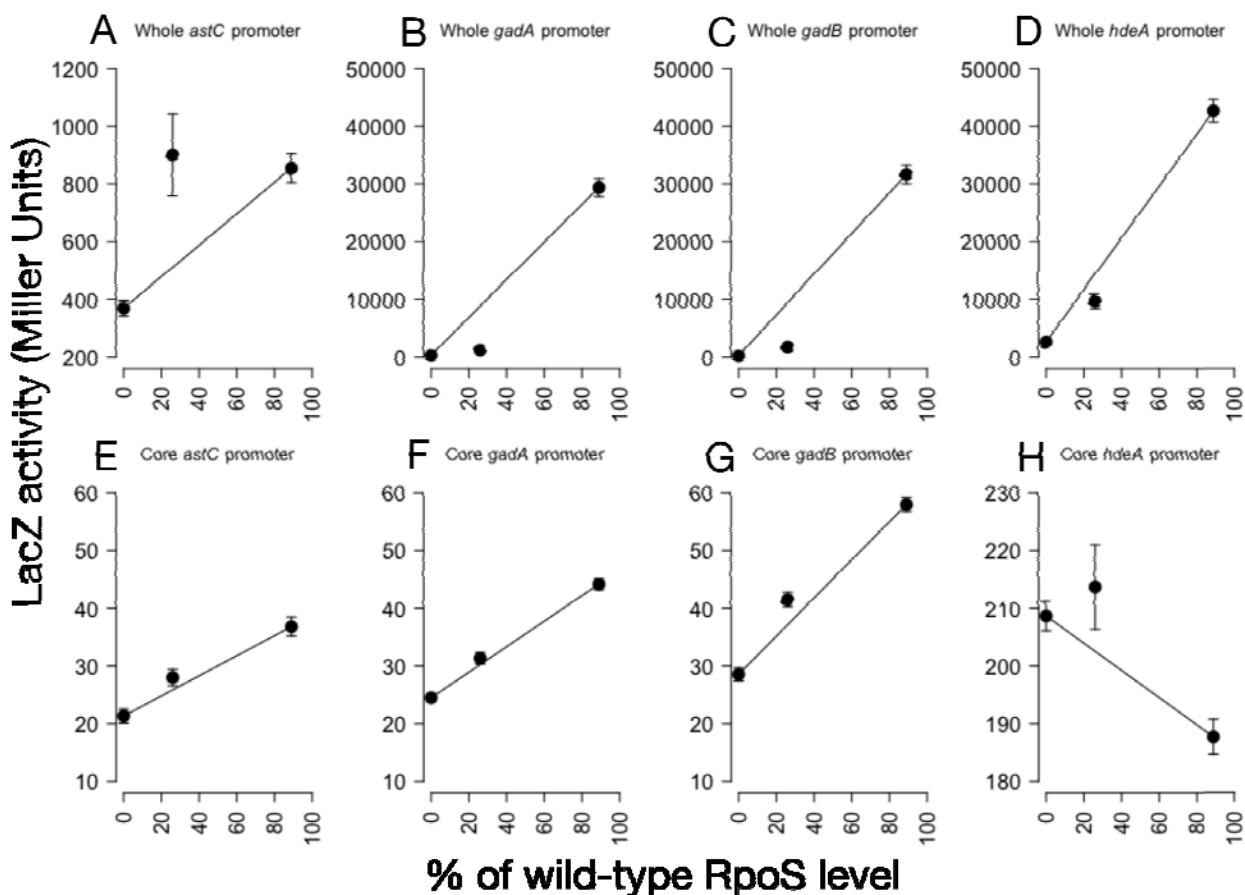 A Whole astC promoter
B Whole gadA promoter
C Whole gadB promoter
D Whole hdeA promoter
1200
1000
800
600
400
200
0 20 40 60 80 100
50000
40000
30000
20000
10000
0
0 20 40 60 80 100
50000
40000
30000
20000
10000
0
0 20 40 60 80 100
50000
40000
30000
20000
10000
0
0 20 40 60 80 100
E Core astC promoter
F Core gadA promoter
G Core gadB promoter
H Core hdeA promoter
60
50
40
30
20
10
0 20 40 60 80 100
60
50
40
30
20
10
0 20 40 60 80 100
60
50
40
30
20
10
0 20 40 60 80 100
230
220
210
200
190
180
0 20 40 60 80 100
LacZ activity (Miller Units)
% of wild-type RpoS level